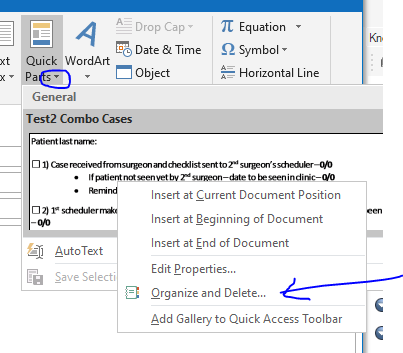 Drop Cap
Equation
Date & Time
Symbol
Quick Parts
WordArt
Object
Horizontal Line
General
Test2 Combo Cases
Patient last name:
1) Case received from surgeon and checklist sent to 2nd surgeon's scheduler – 0/0
• If patient not seen yet by 2nd surgeon – date to be seen in clinic – 0/0
• Remind
2) 1st scheduler make
een
– 0/0
Insert at Current Document Position
Insert at Beginning of Document
Insert at End of Document
Edit Properties...
Organize and Delete...
Add Gallery to Quick Access Toolbar
AutoText
Save Selectio